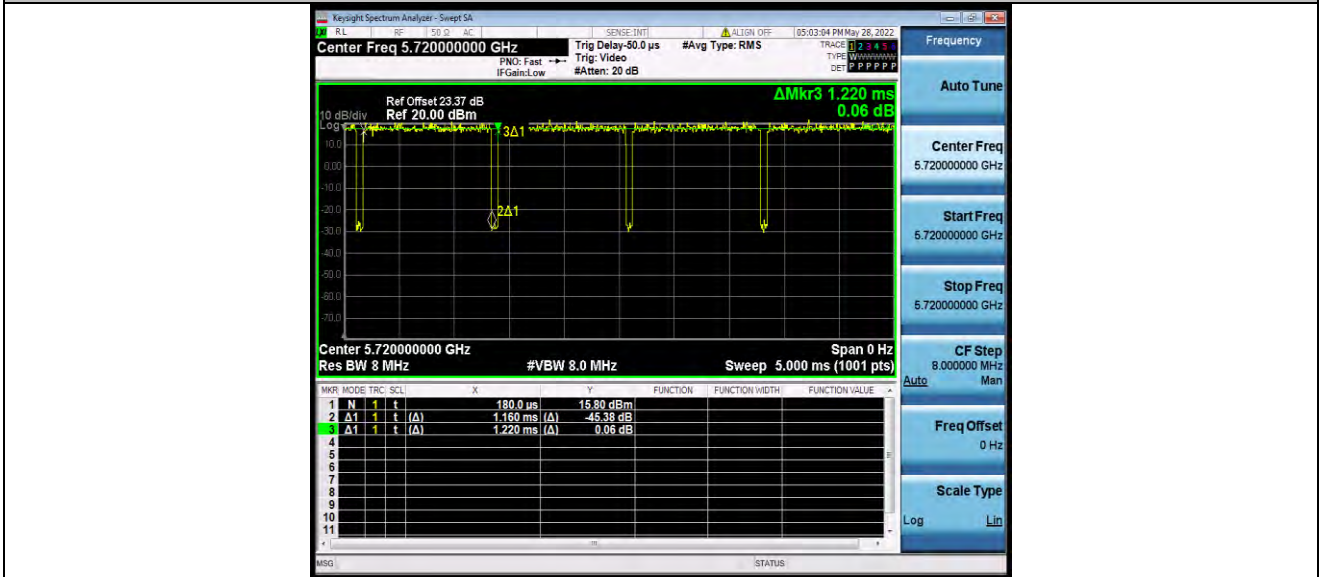 Keysight Spectrum Analyzer - Swept SA
RL RF 50 Ω AC SENSE:INT ALIGN OFF 05:03:04 PM May 28, 2022
Center Freq 5.720000000 GHz
PNO: Fast
IFGain:Low
Trig Delay-50.0 µs
Trig: Video
#Atten: 20 dB
#Avg Type: RMS
TRACE 1 2 3 4 5 6
TYPE WWWWWW
DET P P P P P P
ΔMkr3 1.220 ms
0.06 dB
Ref Offset 23.37 dB
10 dB/div Ref 20.00 dBm
Log
1
3Δ1
2Δ1
10.0
0.00
-10.0
-20.0
-30.0
-40.0
-50.0
-60.0
-70.0
Center 5.720000000 GHz Span 0 Hz
Res BW 8 MHz #VBW 8.0 MHz Sweep 5.000 ms (1001 pts)
MKR MODE TRC SCL X Y FUNCTION FUNCTION WIDTH FUNCTION VALUE
1 N 1 t 180.0 µs 15.80 dBm
2 Δ1 1 t (Δ) 1.160 ms (Δ) -45.38 dB
3 Δ1 1 t (Δ) 1.220 ms (Δ) 0.06 dB
4
5
6
7
8
9
10
11
MSG STATUS
Frequency
Auto Tune
Center Freq
5.720000000 GHz
Start Freq
5.720000000 GHz
Stop Freq
5.720000000 GHz
CF Step
8.000000 MHz
Auto Man
Freq Offset
0 Hz
Scale Type
Log Lin